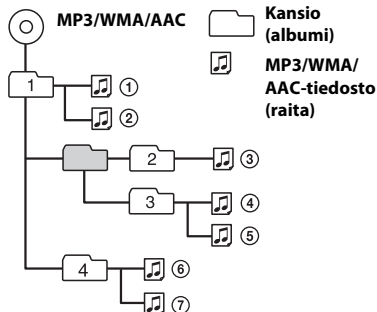 MP3/WMA/AAC
Kansio
(albumi)
MP3/WMA/
AAC-tiedosto
(raita)
1
①
②
2
③
3
④
⑤
4
⑥
⑦